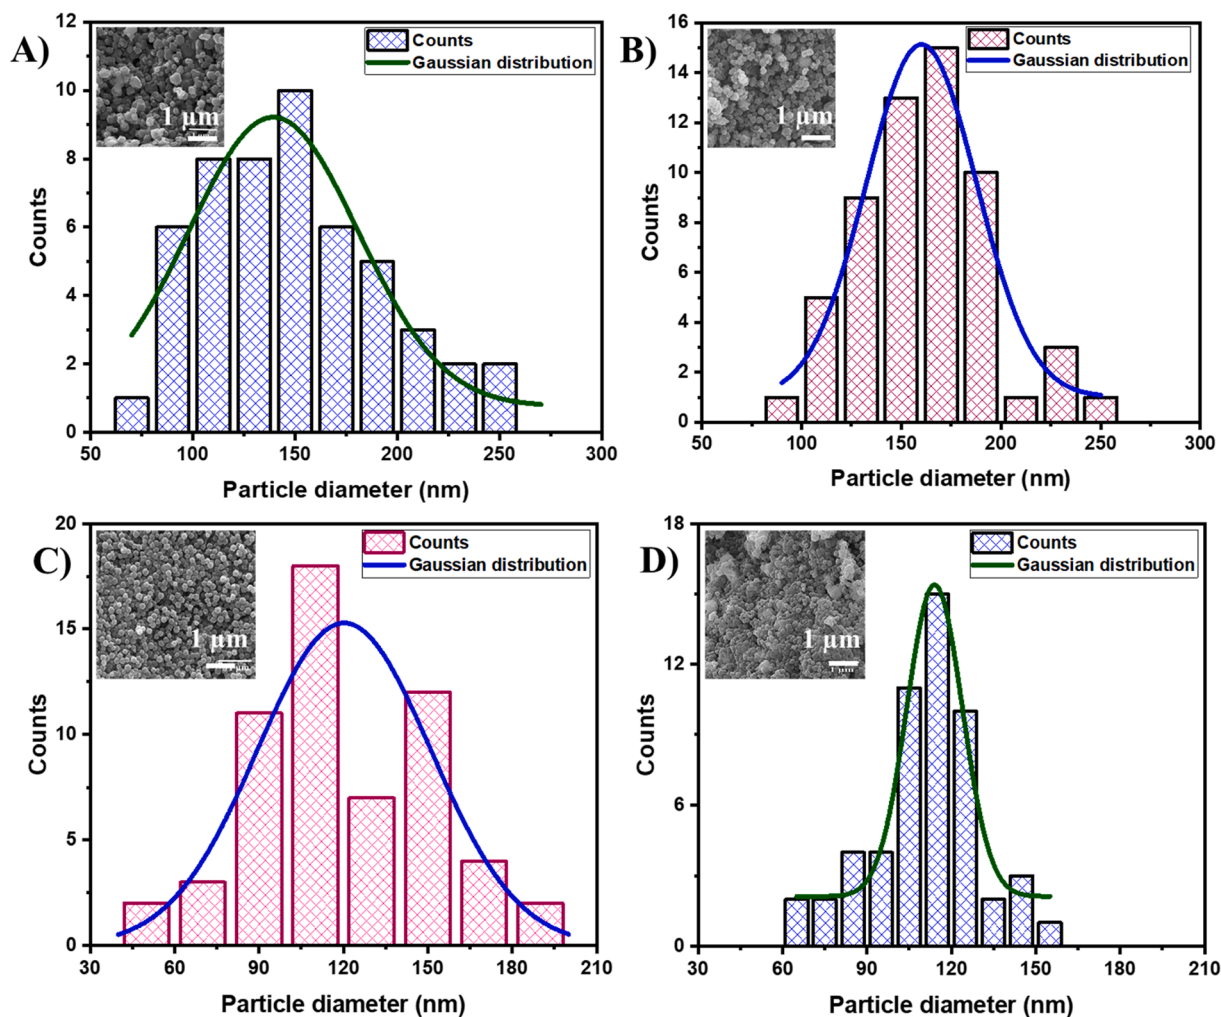 A)
1 µm
Counts
Gaussian distribution
12
10
8
6
4
2
0
Counts
50 100 150 200 250 300
Particle diameter (nm)
B)
1 µm
Counts
Gaussian distribution
16
14
12
10
8
6
4
2
0
Counts
50 100 150 200 250 300
Particle diameter (nm)
C)
1 µm
Counts
Gaussian distribution
20
15
10
5
0
Counts
30 60 90 120 150 180 210
Particle diameter (nm)
D)
1 µm
1 µm
Counts
Gaussian distribution
18
12
6
0
Counts
30 60 90 120 150 180 210
Particle diameter (nm)